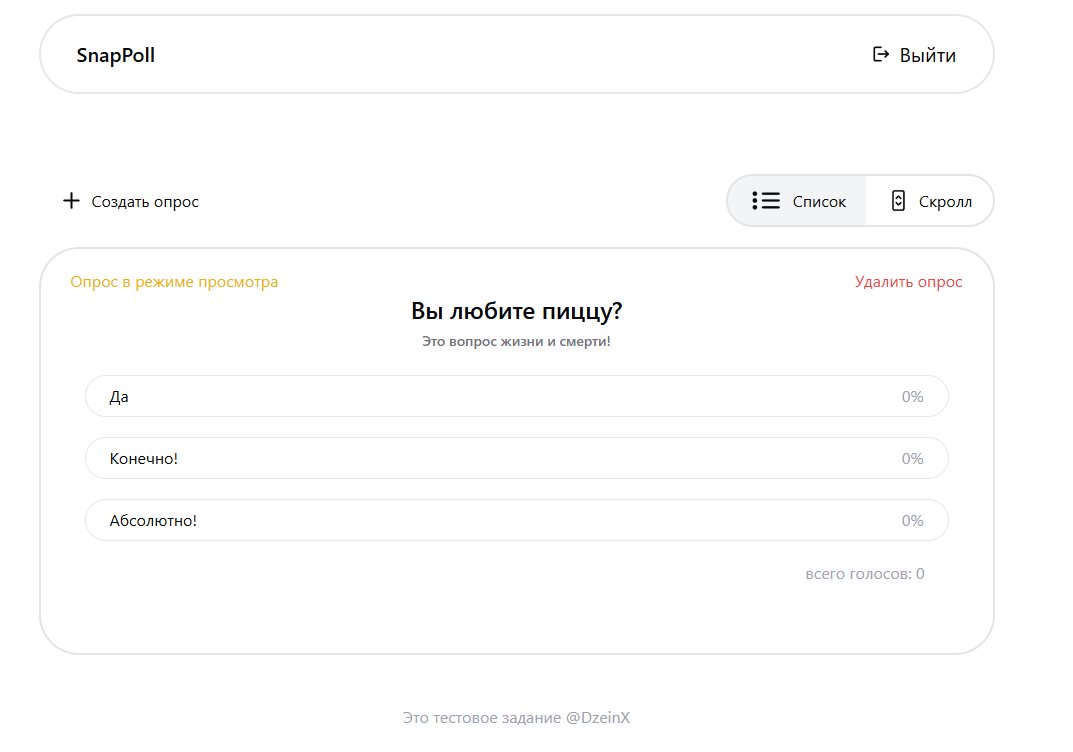 SnapPoll
Выйти
Создать опрос
Список
Скролл
Опрос в режиме просмотра
Удалить опрос
Вы любите пиццу?
Это вопрос жизни и смерти!
Да 0%
Конечно! 0%
Абсолютно! 0%
всего голосов: 0
Это тестовое задание @DzeinX